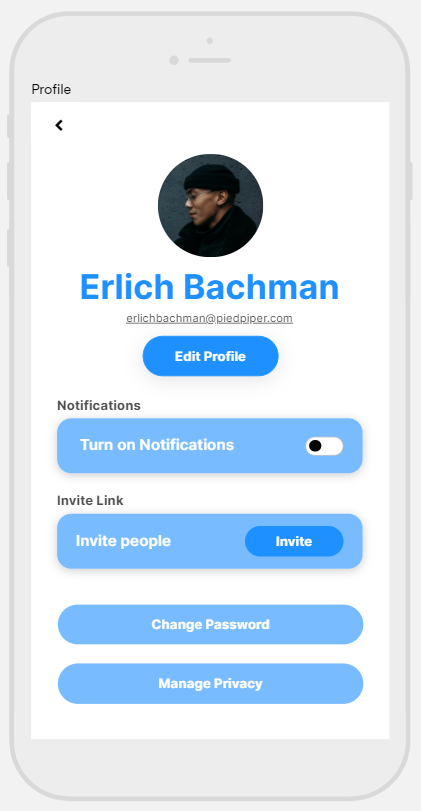 Profile
Erlich Bachman
erlichbachman@piedpiper.com
Edit Profile
Notifications
Turn on Notifications
Invite Link
Invite people
Invite
Change Password
Manage Privacy